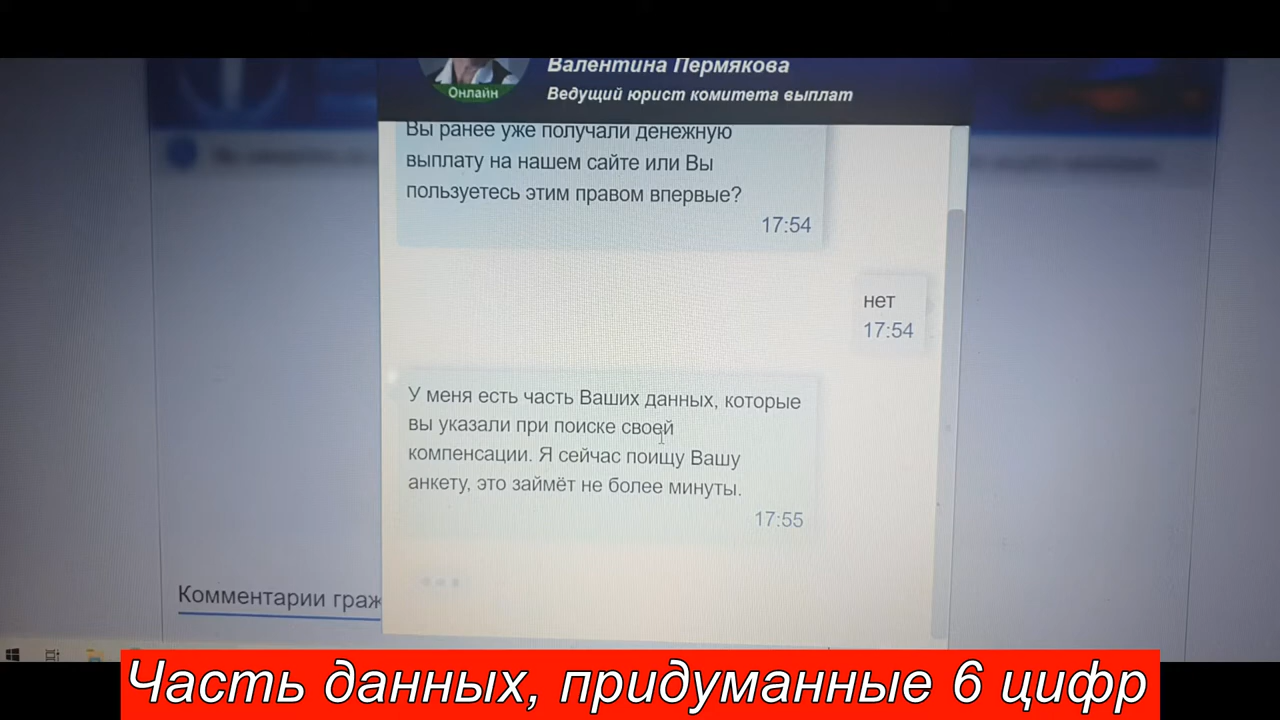 Валентина Пермякова
Онлайн
Ведущий юрист комитета выплат
Вы ранее уже получали денежную
выплату на нашем сайте или Вы
пользуетесь этим правом впервые?
17:54
нет
17:54
У меня есть часть Ваших данных, которые
вы указали при поиске своей
компенсации. Я сейчас поищу Вашу
анкету, это займёт не более минуты.
17:55
Комментарии граж
Часть данных, придуманные 6 цифр